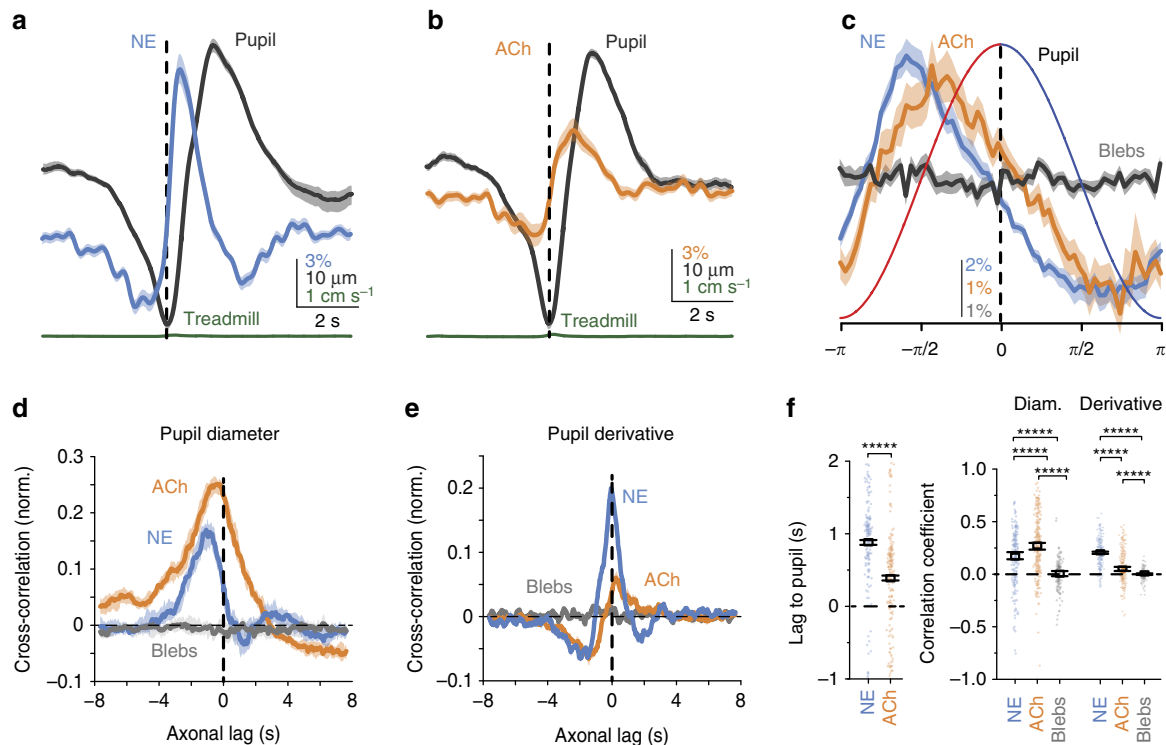 a
NE
Pupil
3%
10 μm
1 cm s⁻¹
2 s
Treadmill
b
ACh
Pupil
3%
10 μm
1 cm s⁻¹
2 s
Treadmill
c
NE
ACh
Pupil
Blebs
2%
1%
1%
−π
−π/2
0
π/2
π
d
Pupil diameter
Cross-correlation (norm.)
0.3
0.2
0.1
0
−0.1
ACh
NE
Blebs
−8
−4
0
4
8
Axonal lag (s)
e
Pupil derivative
Cross-correlation (norm.)
0.2
0.1
0
−0.1
NE
ACh
Blebs
−8
−4
0
4
8
Axonal lag (s)
f
Lag to pupil (s)
2
1
0
−1
*****
NE
ACh
Diam.
Derivative
Correlation coefficient
1.0
0.5
0.0
−0.5
−1.0
*****
*****
*****
*****
*****
*****
NE
ACh
Blebs
NE
ACh
Blebs